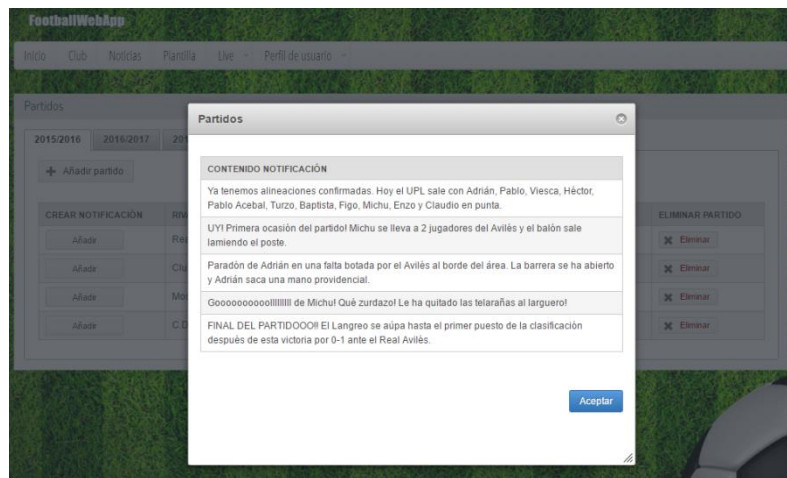 FootballWebApp
Inicio Club Noticias Plantilla Live Perfil de usuario
Partidos
2015/2016 2016/2017
Añadir partido
CREAR NOTIFICACIÓN ELIMINAR PARTIDO
Añadir Eliminar
Añadir Eliminar
Añadir Eliminar
Añadir Eliminar
Partidos
CONTENIDO NOTIFICACIÓN
Ya tenemos alineaciones confirmadas. Hoy el UPL sale con Adrián, Pablo, Viesca, Héctor,
Pablo Acebal, Turzo, Baptista, Figo, Michu, Enzo y Claudio en punta.
UY! Primera ocasión del partido! Michu se lleva a 2 jugadores del Avilés y el balón sale
lamiendo el poste.
Paradón de Adrián en una falta botada por el Avilés al borde del área. La barrera se ha abierto
y Adrián saca una mano providencial.
Gooooooooooollllllll de Michu! Qué zurdazo! Le ha quitado las telarañas al larguero!
FINAL DEL PARTIDOOO!! El Langreo se aúpa hasta el primer puesto de la clasificación
después de esta victoria por 0-1 ante el Real Avilés.
Aceptar